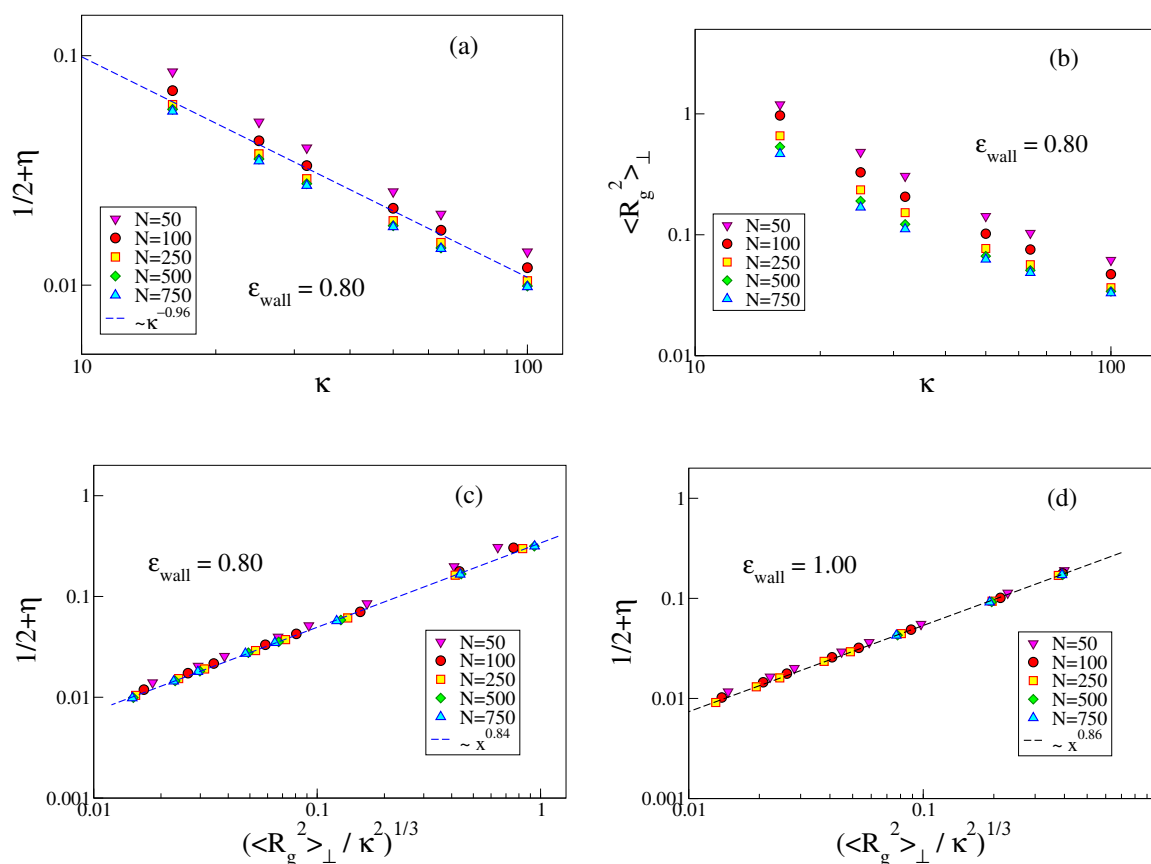 (a)
1/2+η
0.1
0.01
ε_wall = 0.80
N=50
N=100
N=250
N=500
N=750
~κ^−0.96
10
100
κ
(b)
<R_g^2>_⊥
1
0.1
0.01
ε_wall = 0.80
N=50
N=100
N=250
N=500
N=750
10
100
κ
(c)
1/2+η
1
0.1
0.01
0.001
ε_wall = 0.80
N=50
N=100
N=250
N=500
N=750
~ x^0.84
0.01
0.1
1
(<R_g^2>_⊥ / κ^2)^1/3
(d)
1/2+η
1
0.1
0.01
0.001
ε_wall = 1.00
N=50
N=100
N=250
N=500
N=750
~ x^0.86
0.01
0.1
(<R_g^2>_⊥ / κ^2)^1/3